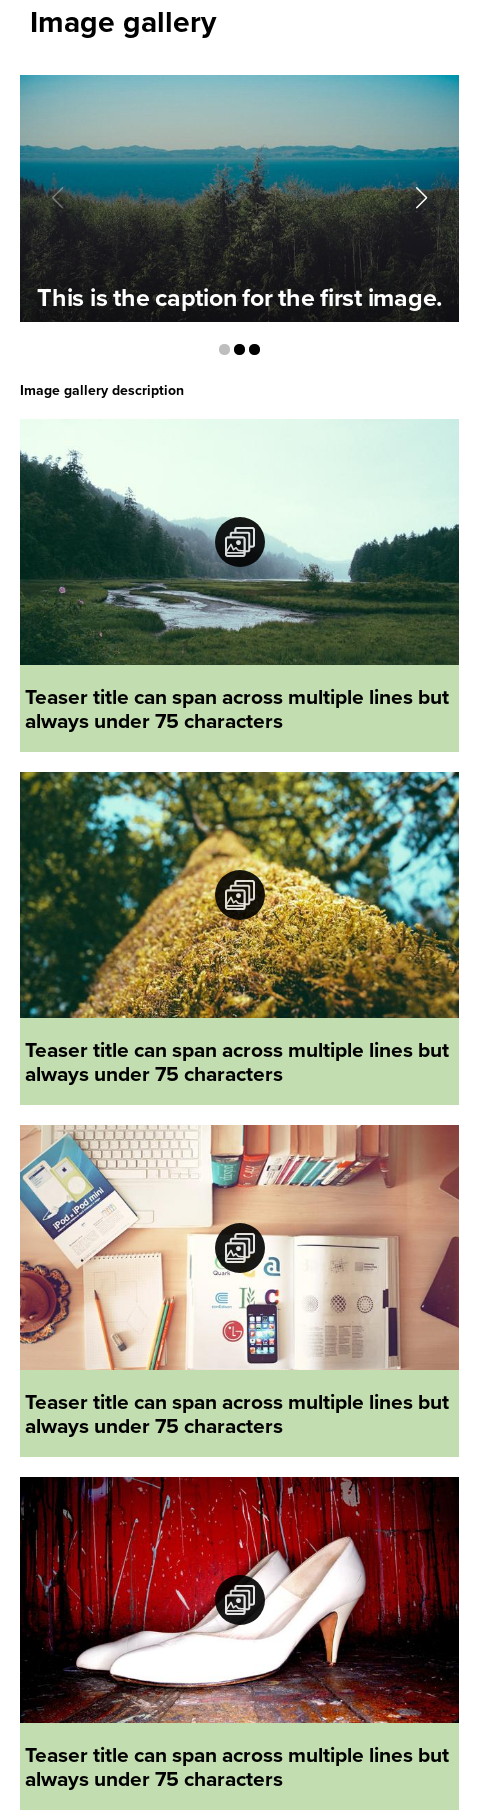 Image gallery
This is the caption for the first image.
Image gallery description
Teaser title can span across multiple lines but
always under 75 characters
Teaser title can span across multiple lines but
always under 75 characters
iPod & iPod mini
Quark
Teaser title can span across multiple lines but
always under 75 characters
Teaser title can span across multiple lines but
always under 75 characters